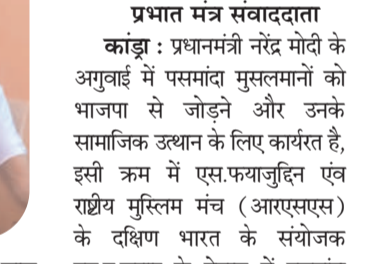 प्रभात मंत्र संवाददाता
कांड्रा : प्रधानमंत्री नरेंद्र मोदी के
अगुवाई में पसमांदा मुसलमानों को
भाजपा से जोड़ने और उनके
सामाजिक उत्थान के लिए कार्यरत है,
इसी क्रम में एस.फयाजुद्दिन एंव
राष्ट्रीय मुस्लिम मंच (आरएसएस)
के दक्षिण भारत के संयोजक